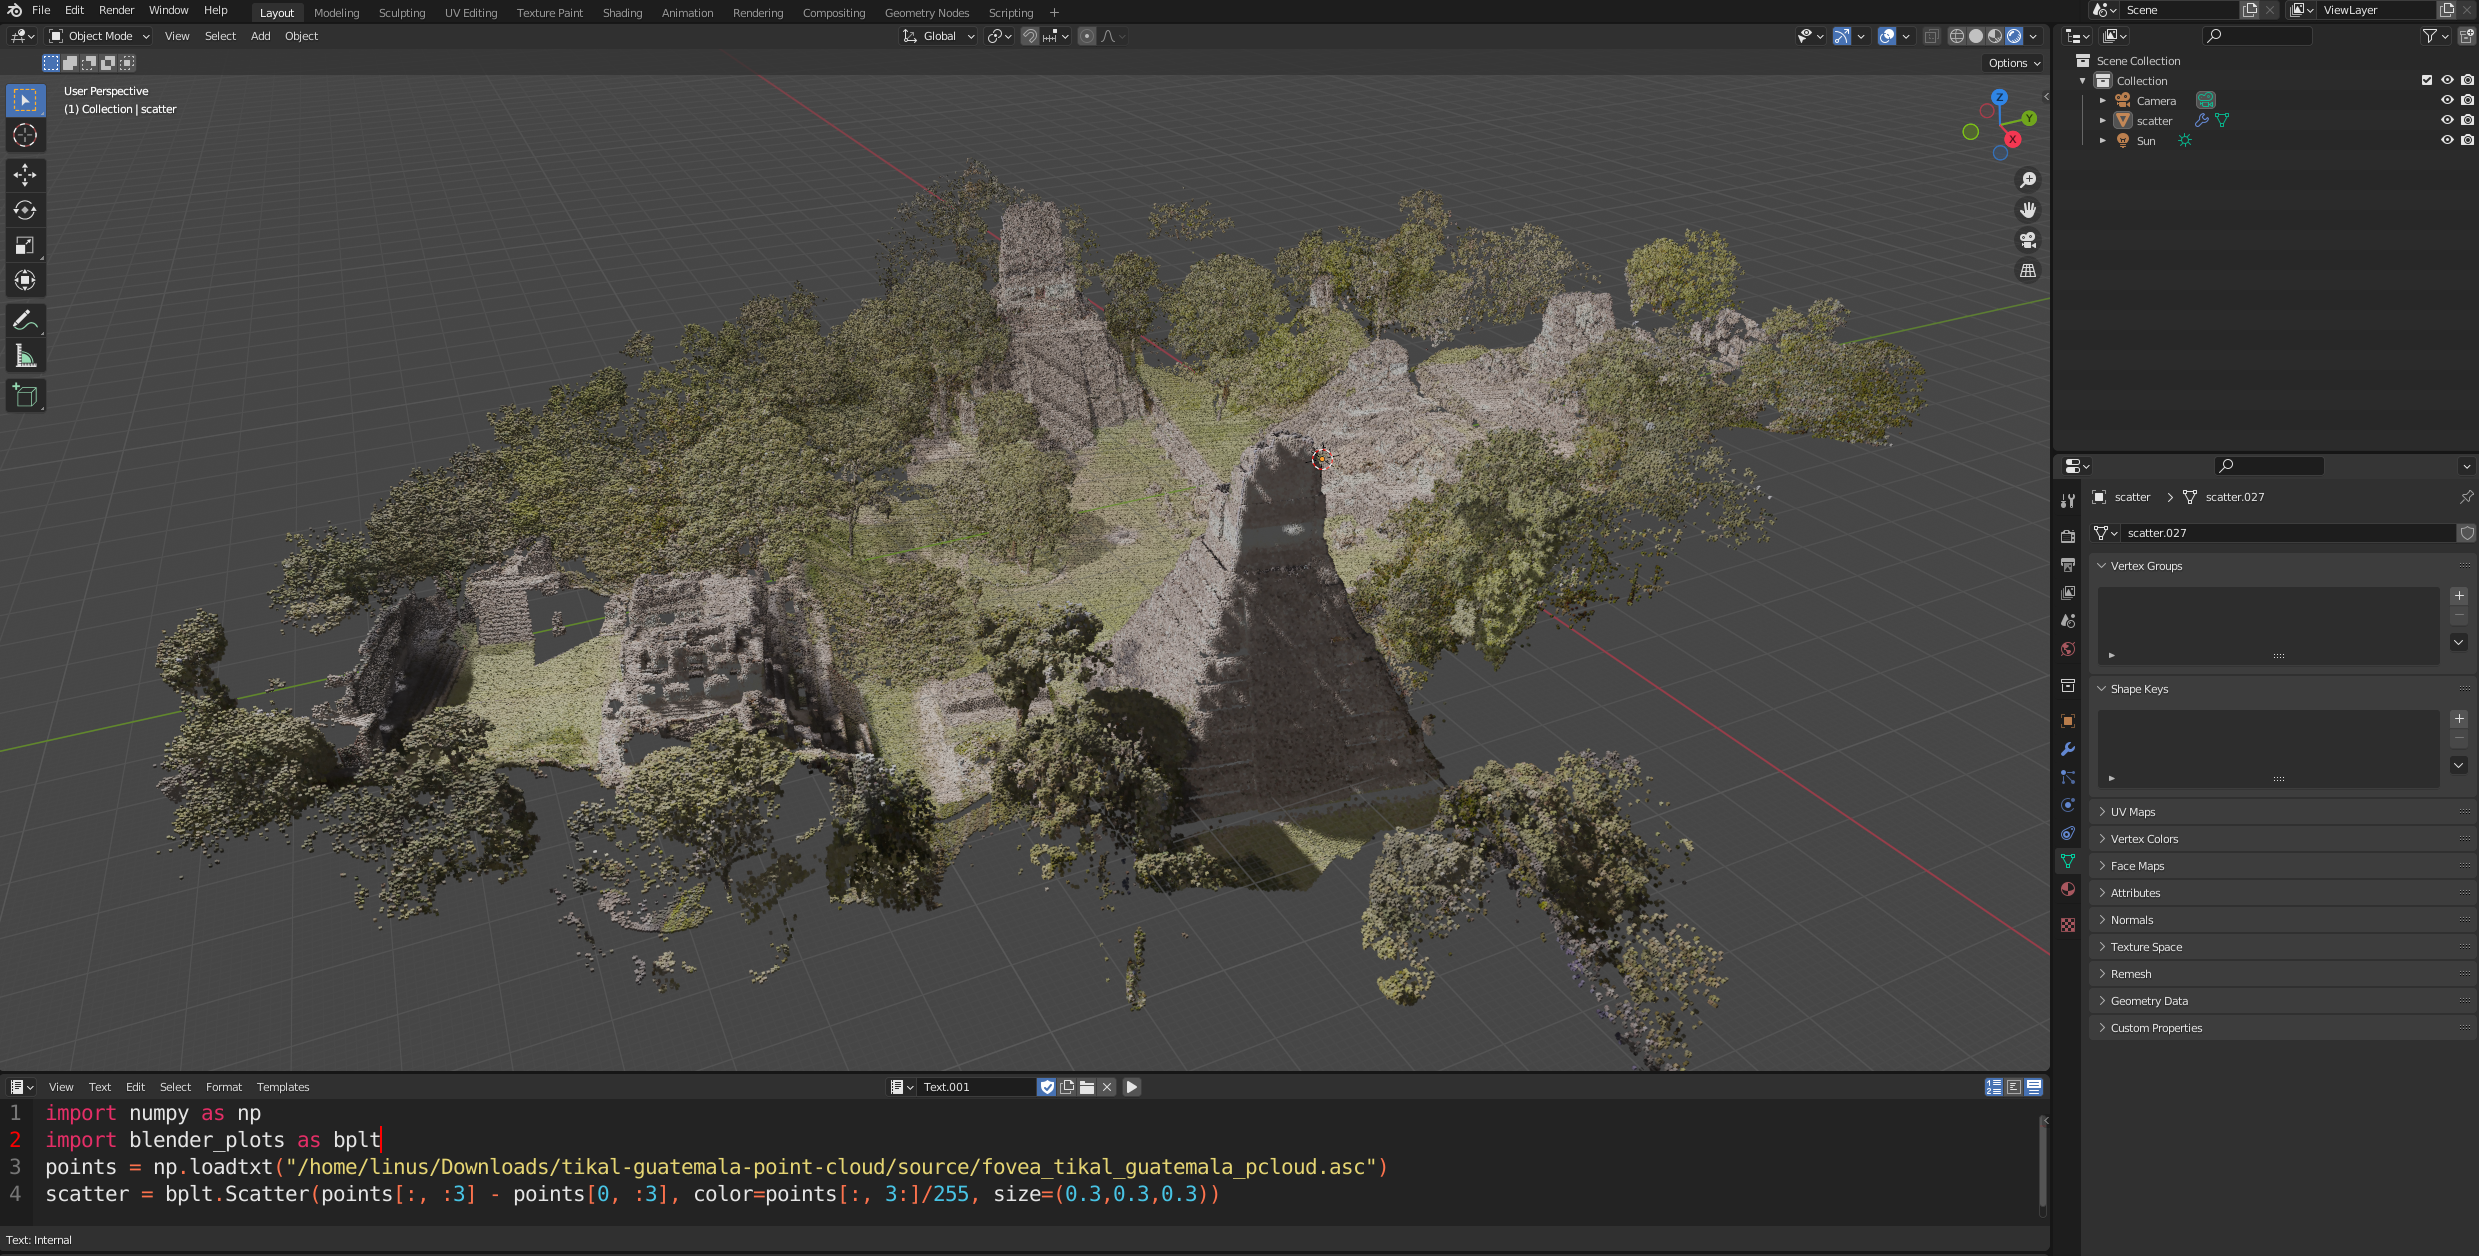 File Edit Render Window Help Layout Modeling Sculpting UV Editing Texture Paint Shading Animation Rendering Compositing Geometry Nodes Scripting + Scene ViewLayer
Object Mode View Select Add Object Global
Options
User Perspective
(1) Collection | scatter
Z
Y
X
Scene Collection
Collection
Camera
scatter
Sun
scatter > scatter.027
scatter.027
Vertex Groups
Shape Keys
UV Maps
Vertex Colors
Face Maps
Attributes
Normals
Texture Space
Remesh
Geometry Data
Custom Properties
View Text Edit Select Format Templates Text.001
1 import numpy as np
2 import blender_plots as bplt
3 points = np.loadtxt("/home/linus/Downloads/tikal-guatemala-point-cloud/source/fovea_tikal_guatemala_pcloud.asc")
4 scatter = bplt.Scatter(points[:, :3] - points[0, :3], color=points[:, 3:]/255, size=(0.3,0.3,0.3))
Text: Internal